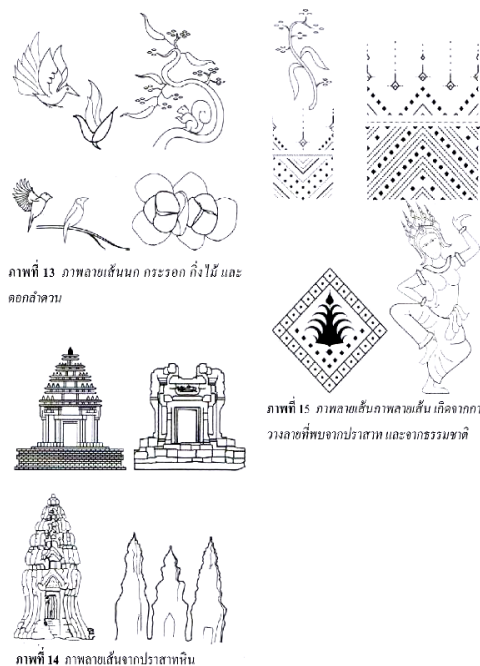 ภาพที่ 13 ภาพลายเส้นนก กระรอก กิ่งไม้ และ
ดอกลำดวน
ภาพที่ 14 ภาพลายเส้นจากปราสาทหิน
ภาพที่ 15 ภาพลายเส้นภาพลายเส้น เกิดจากกา
วางลายที่พบจากปราสาท และจากธรรมชาติ